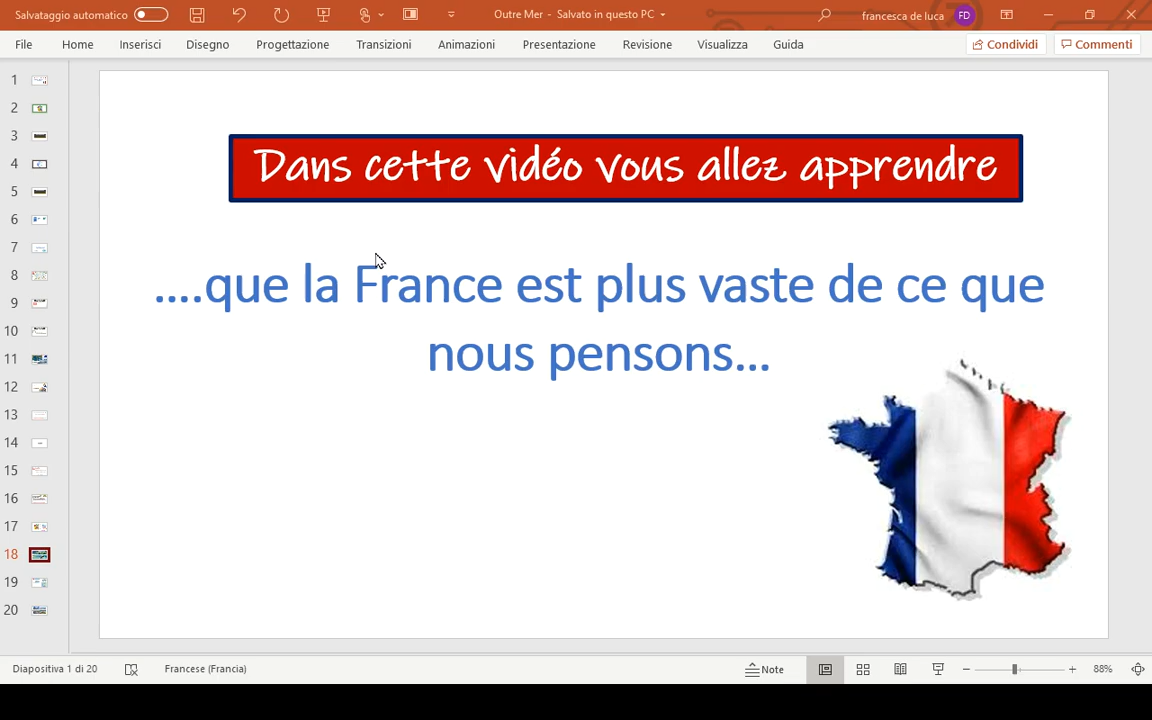 Salvataggio automatico
Outre Mer - Salvato in questo PC
francesca de luca FD
File Home Inserisci Disegno Progettazione Transizioni Animazioni Presentazione Revisione Visualizza Guida Condividi Commenti
1
2
3
4
5
6
7
8
9
10
11
12
13
14
15
16
17
18
19
20
Dans cette vidéo vous allez apprendre
....que la France est plus vaste de ce que
nous pensons...
Diapositiva 1 di 20 Francese (Francia) Note 88%